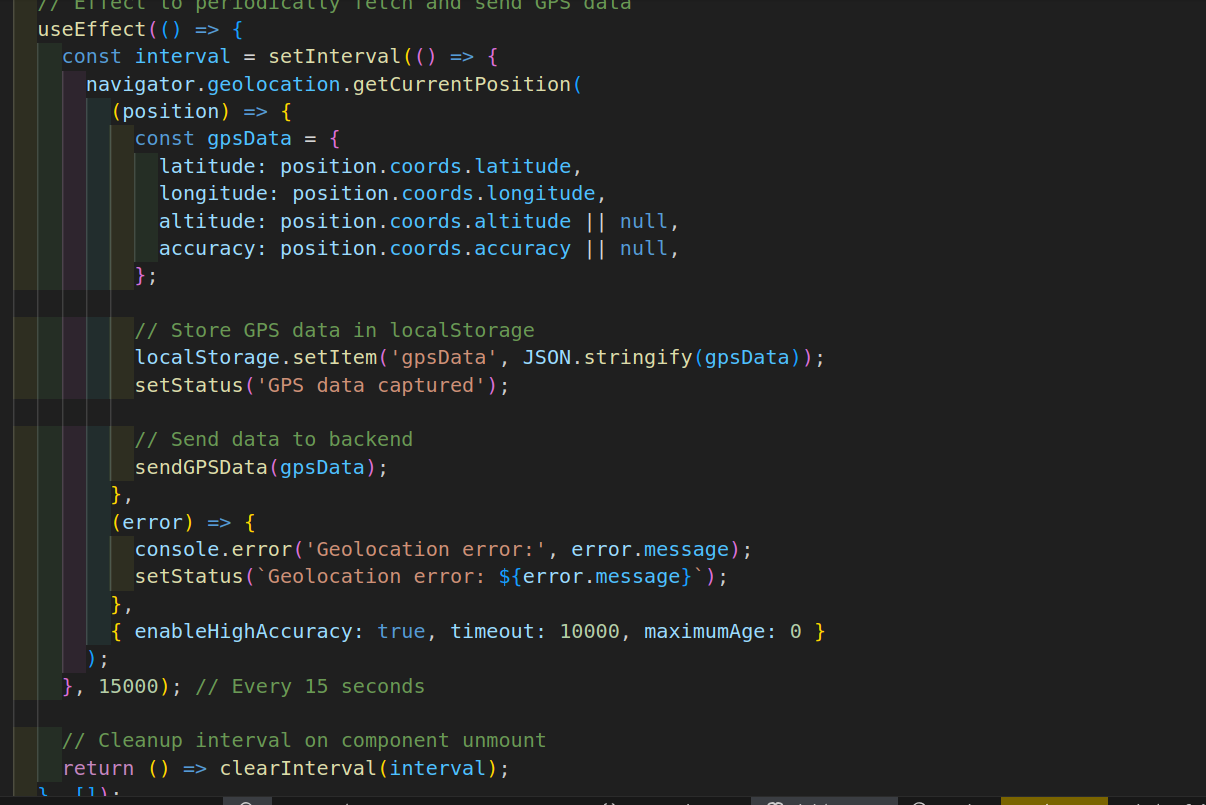 // Effect to periodically fetch and send GPS data
useEffect(() => {
const interval = setInterval(() => {
navigator.geolocation.getCurrentPosition(
(position) => {
const gpsData = {
latitude: position.coords.latitude,
longitude: position.coords.longitude,
altitude: position.coords.altitude || null,
accuracy: position.coords.accuracy || null,
};
// Store GPS data in localStorage
localStorage.setItem('gpsData', JSON.stringify(gpsData));
setStatus('GPS data captured');
// Send data to backend
sendGPSData(gpsData);
},
(error) => {
console.error('Geolocation error:', error.message);
setStatus(`Geolocation error: ${error.message}`);
},
{ enableHighAccuracy: true, timeout: 10000, maximumAge: 0 }
);
}, 15000); // Every 15 seconds
// Cleanup interval on component unmount
return () => clearInterval(interval);
}, []);